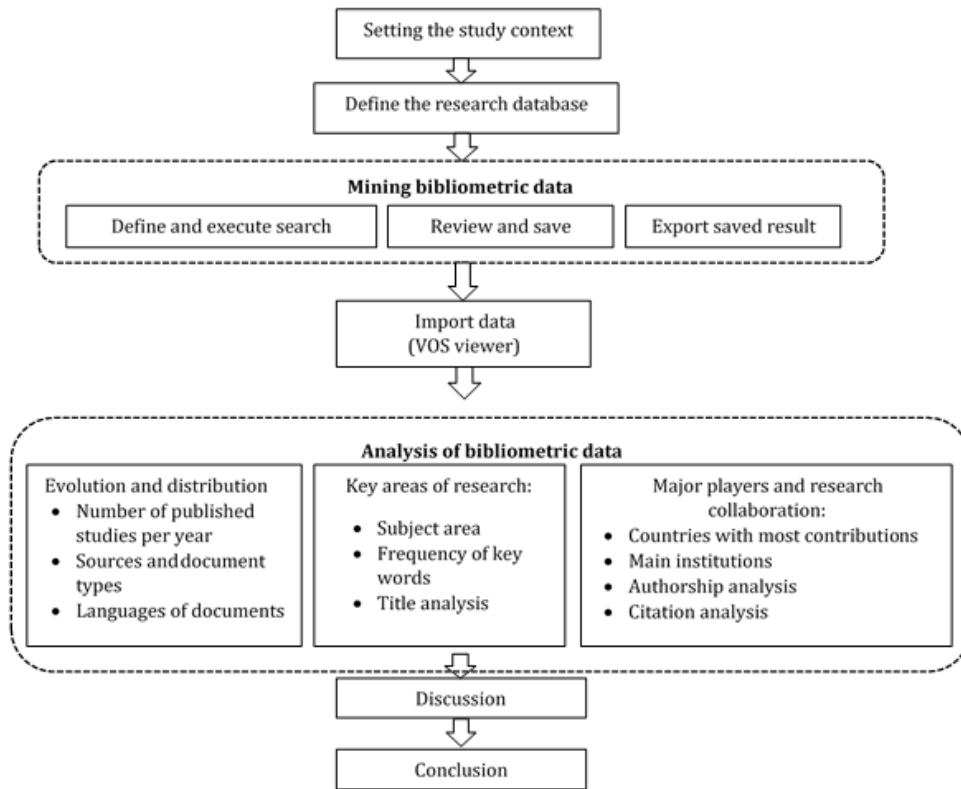 Setting the study context
Define the research database
Mining bibliometric data
Define and execute search
Review and save
Export saved result
Import data
(VOS viewer)
Analysis of bibliometric data
Evolution and distribution
• Number of published
studies per year
• Sources and document
types
• Languages of documents
Key areas of research:
• Subject area
• Frequency of key
words
• Title analysis
Major players and research
collaboration:
• Countries with most contributions
• Main institutions
• Authorship analysis
• Citation analysis
Discussion
Conclusion